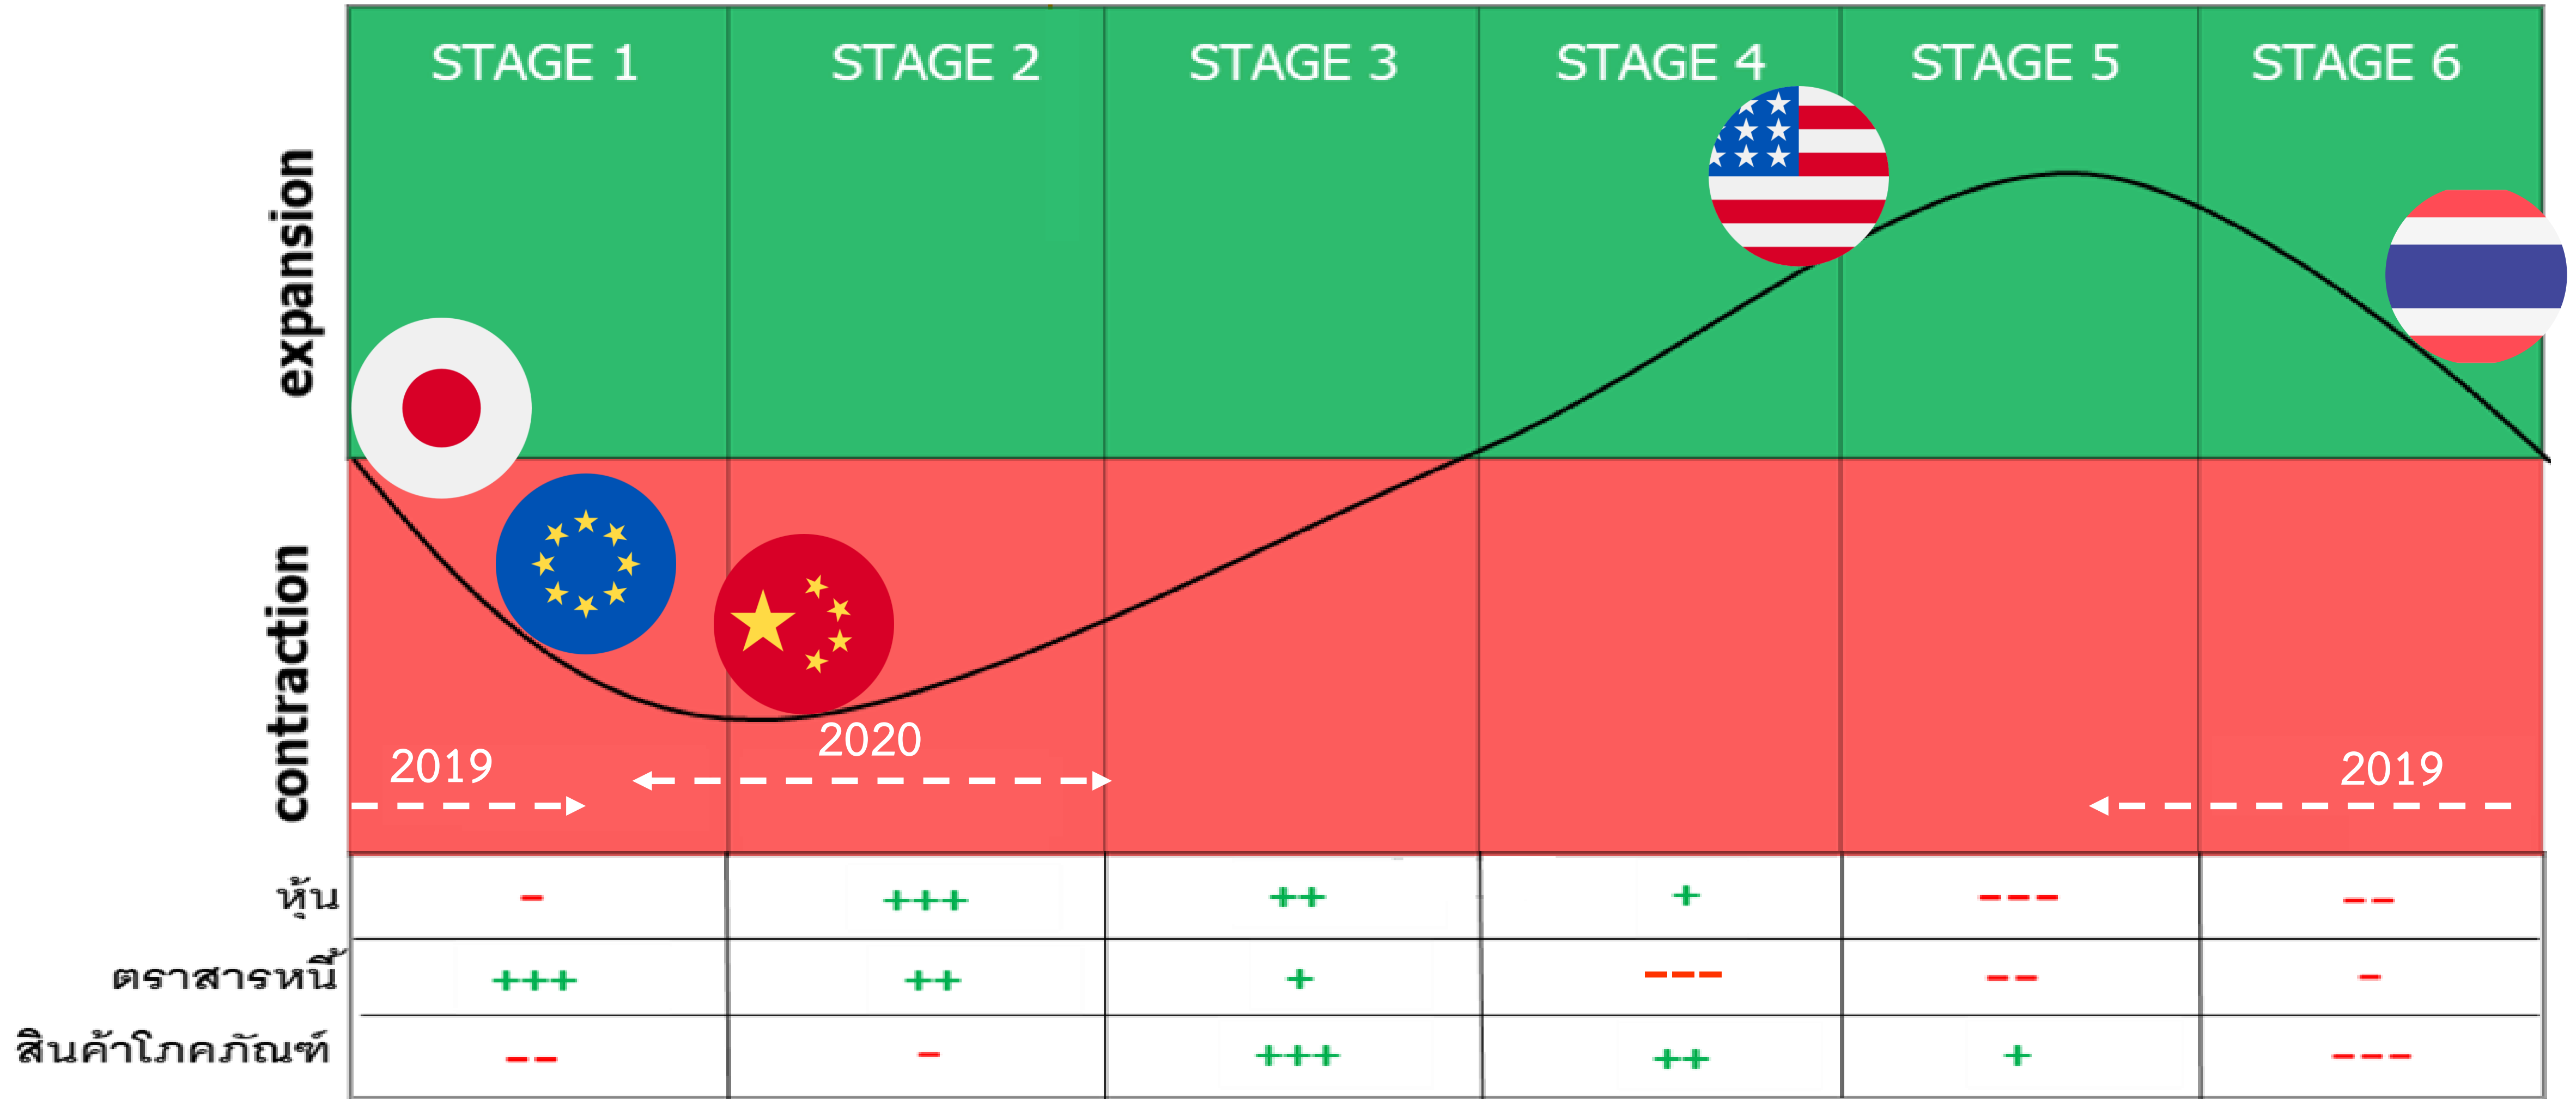 STAGE 1 STAGE 2 STAGE 3 STAGE 4 STAGE 5 STAGE 6
expansion
contraction
2019 2020 2019
หุ้น - +++ ++ + --- --
ตราสารหนี้ +++ ++ + --- -- -
สินค้าโภคภัณฑ์ -- - +++ ++ + ---